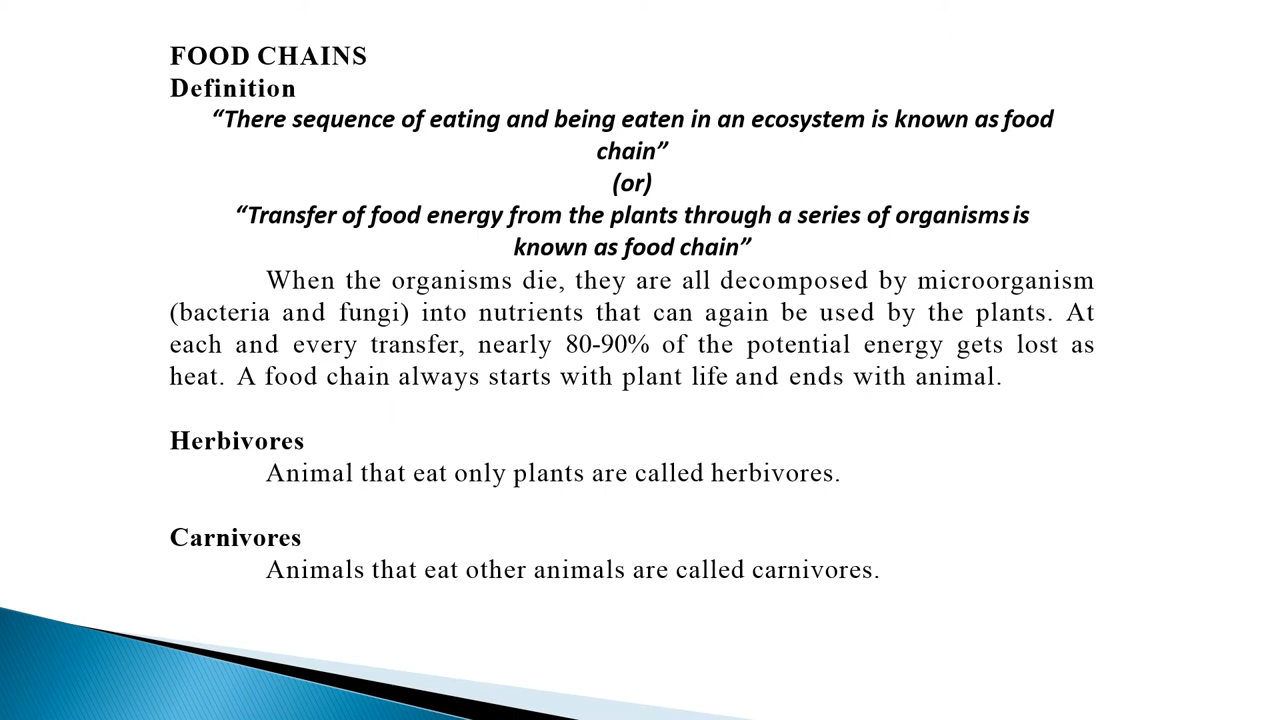 FOOD CHAINS
Definition
“There sequence of eating and being eaten in an ecosystem is known as food
chain”
(or)
“Transfer of food energy from the plants through a series of organisms is
known as food chain”
When the organisms die, they are all decomposed by microorganism
(bacteria and fungi) into nutrients that can again be used by the plants. At
each and every transfer, nearly 80-90% of the potential energy gets lost as
heat. A food chain always starts with plant life and ends with animal.
Herbivores
Animal that eat only plants are called herbivores.
Carnivores
Animals that eat other animals are called carnivores.